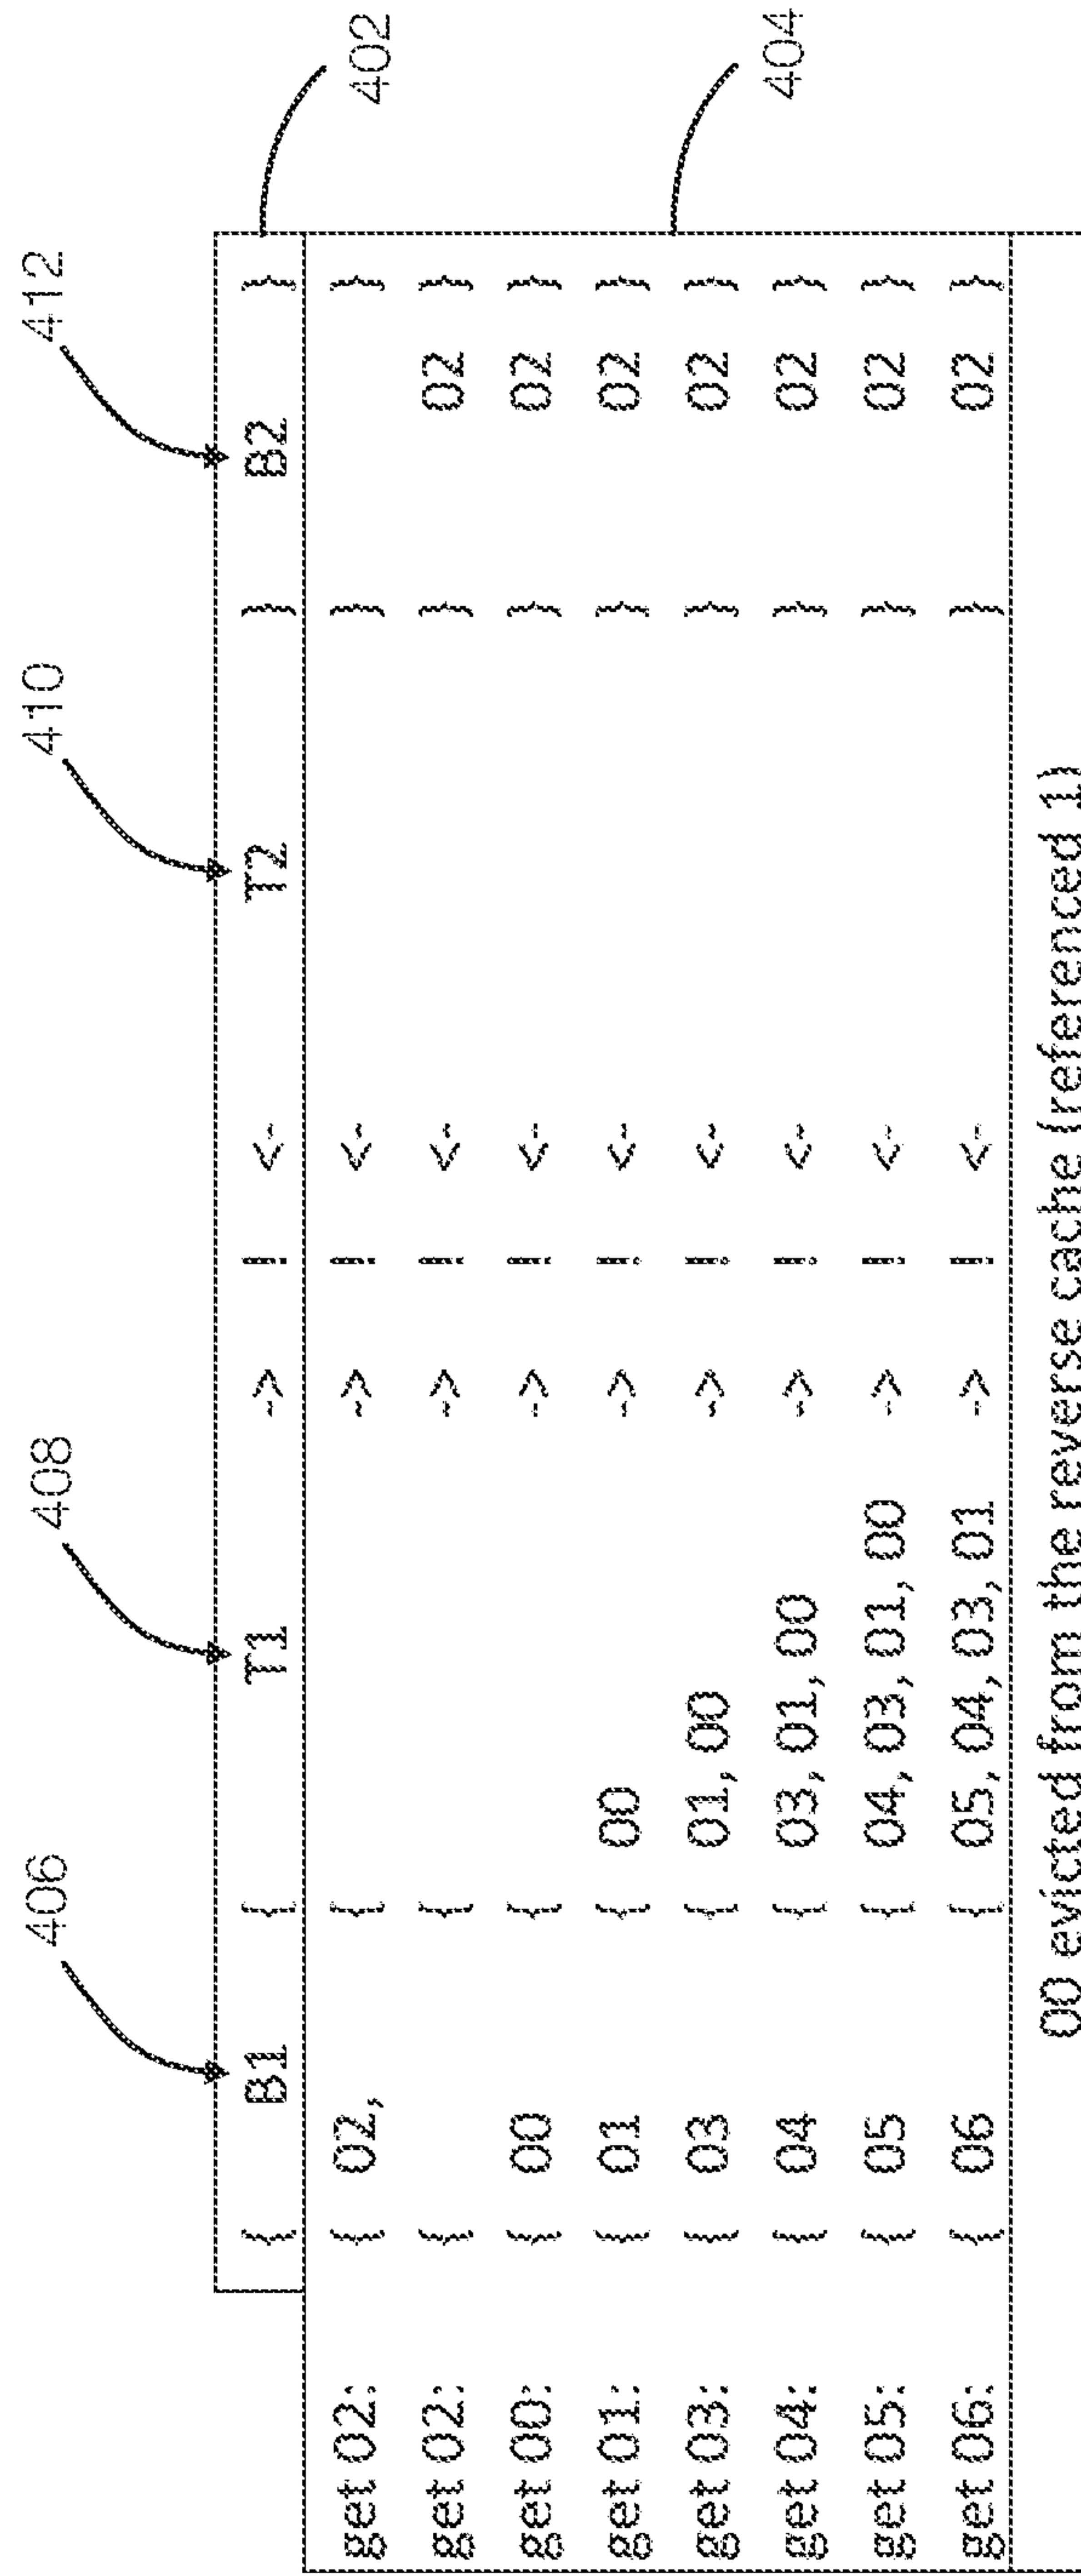 406 408 410 412
{ B1 { T1 -> ! <- T2 } B2 } 402
get 02: { 02, { -> ! <- } }
get 02: { { -> ! <- } 02 }
get 00: { 00 { -> ! <- } 02 }
get 01: { 01 { 00 -> ! <- } 02 }
get 03: { 03 { 01, 00 -> ! <- } 02 } 404
get 04: { 04 { 03, 01, 00 -> ! <- } 02 }
get 05: { 05 { 04, 03, 01, 00 -> ! <- } 02 }
get 06: { 06 { 05, 04, 03, 01 -> ! <- } 02 }
00 evicted from the reverse cache (referenced 1)